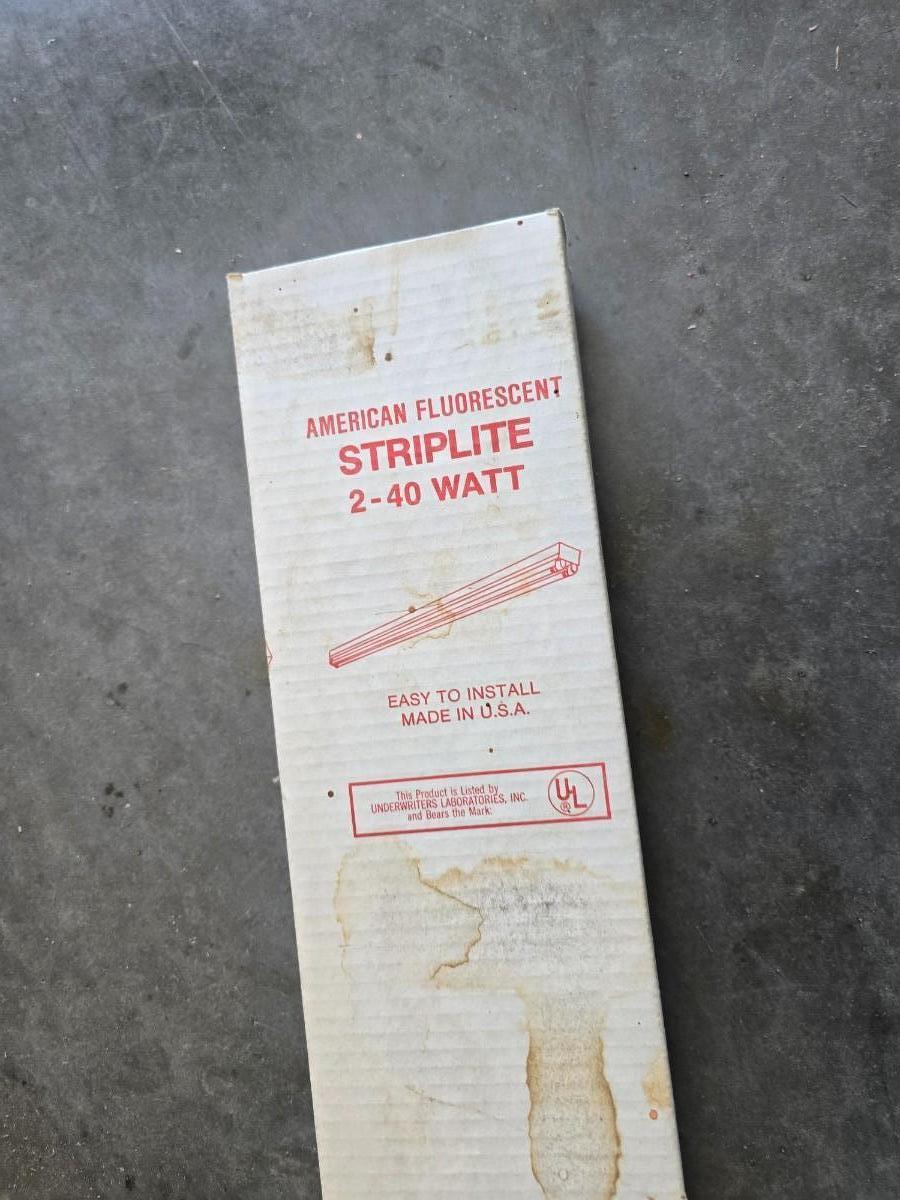 AMERICAN FLUORESCENT
STRIPLITE
2-40 WATT
EASY TO INSTALL
MADE IN U.S.A.
This Product is Listed by
UNDERWRITERS LABORATORIES, INC.
and Bears the Mark:
UL
®